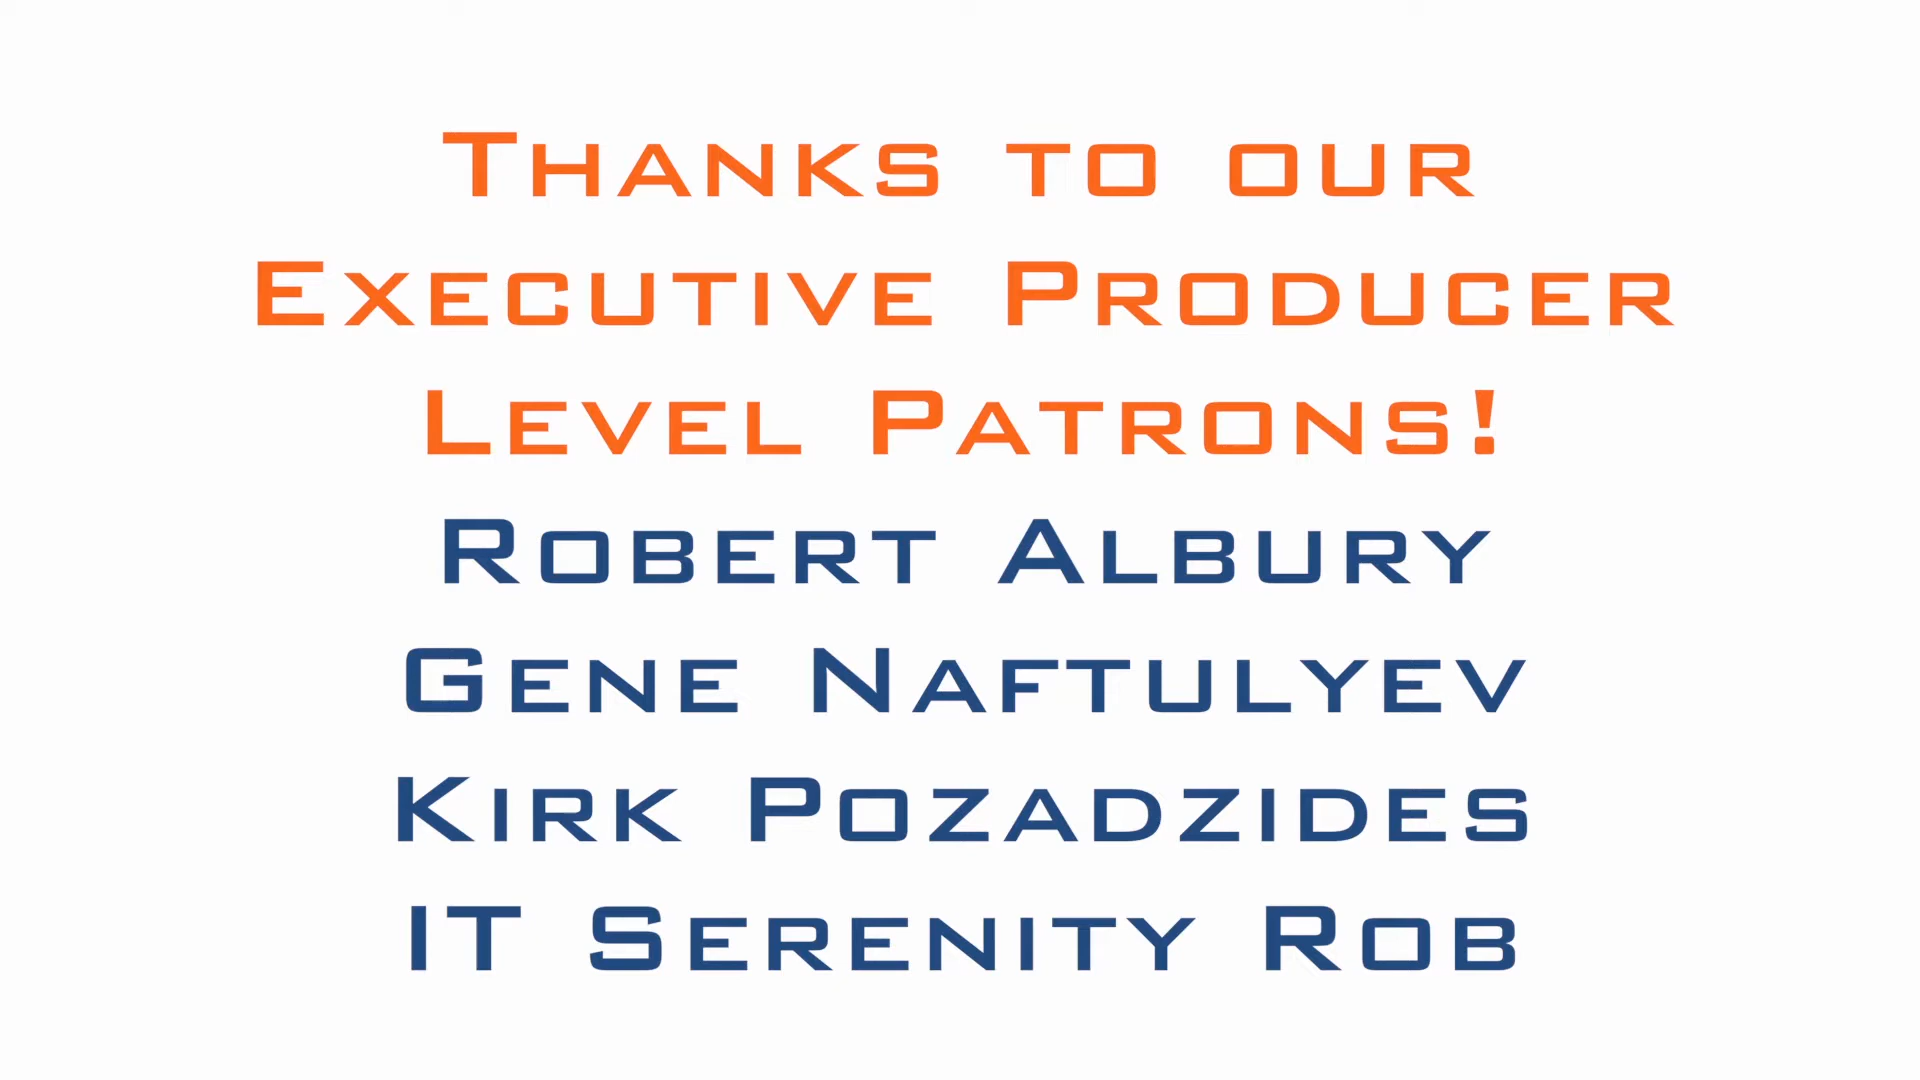 Thanks to our
Executive Producer
Level Patrons!
Robert Albury
Gene Naftulyev
Kirk Pozadzides
IT Serenity Rob